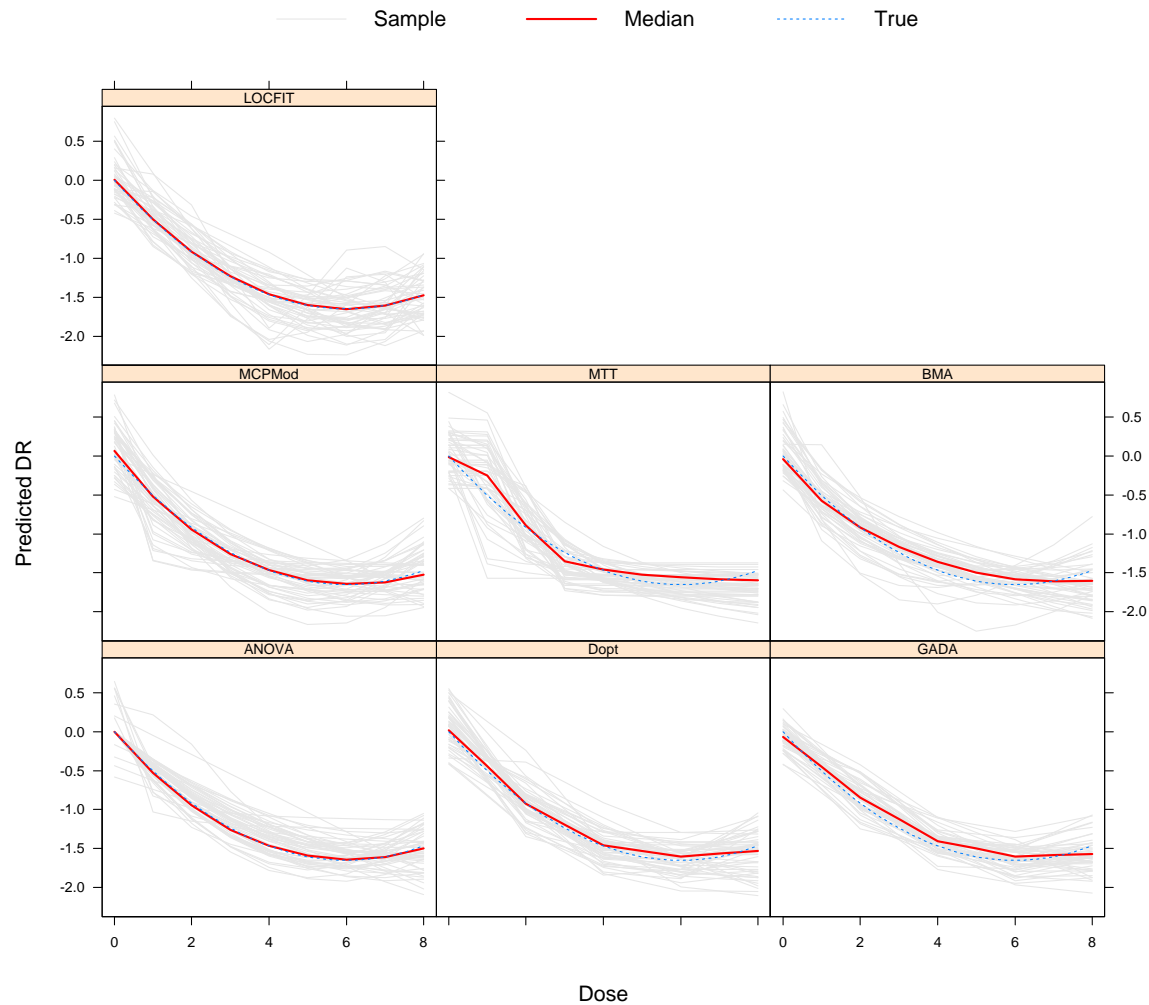 Sample Median True
LOCFIT
0.5
0.0
-0.5
-1.0
-1.5
-2.0
MCPMod MTT BMA
0.5
0.0
-0.5
-1.0
-1.5
-2.0
Predicted DR
ANOVA Dopt GADA
0.5
0.0
-0.5
-1.0
-1.5
-2.0
0 2 4 6 8 0 2 4 6 8
Dose